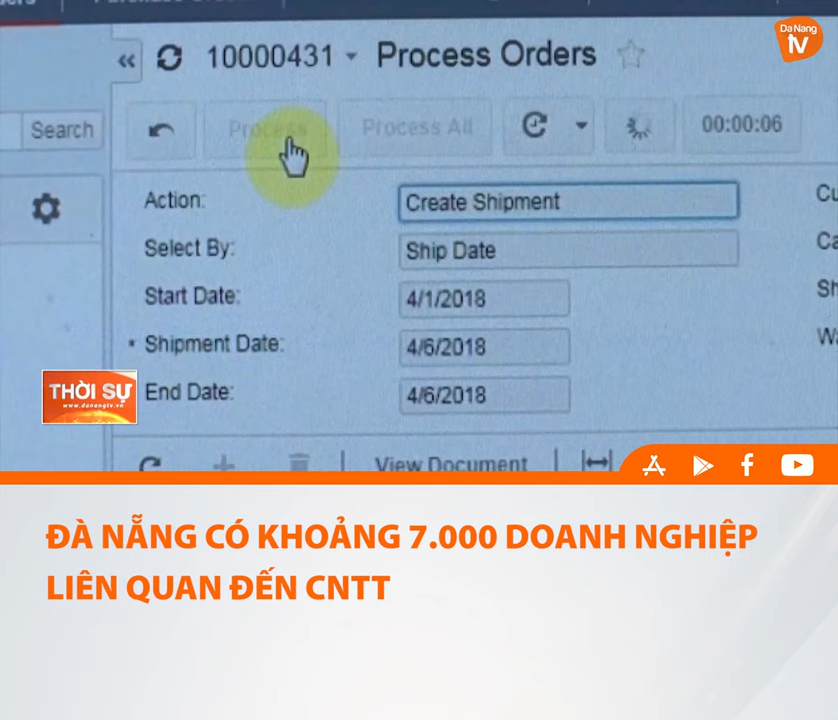 Da Nang
tv
10000431 Process Orders
Search
Process
Process All
00:00:06
Action:
Create Shipment
Select By:
Ship Date
Start Date:
4/1/2018
* Shipment Date:
4/6/2018
End Date:
4/6/2018
View Document
THỜI SỰ
www.danangtv.vn
ĐÀ NẴNG CÓ KHOẢNG 7.000 DOANH NGHIỆP
LIÊN QUAN ĐẾN CNTT